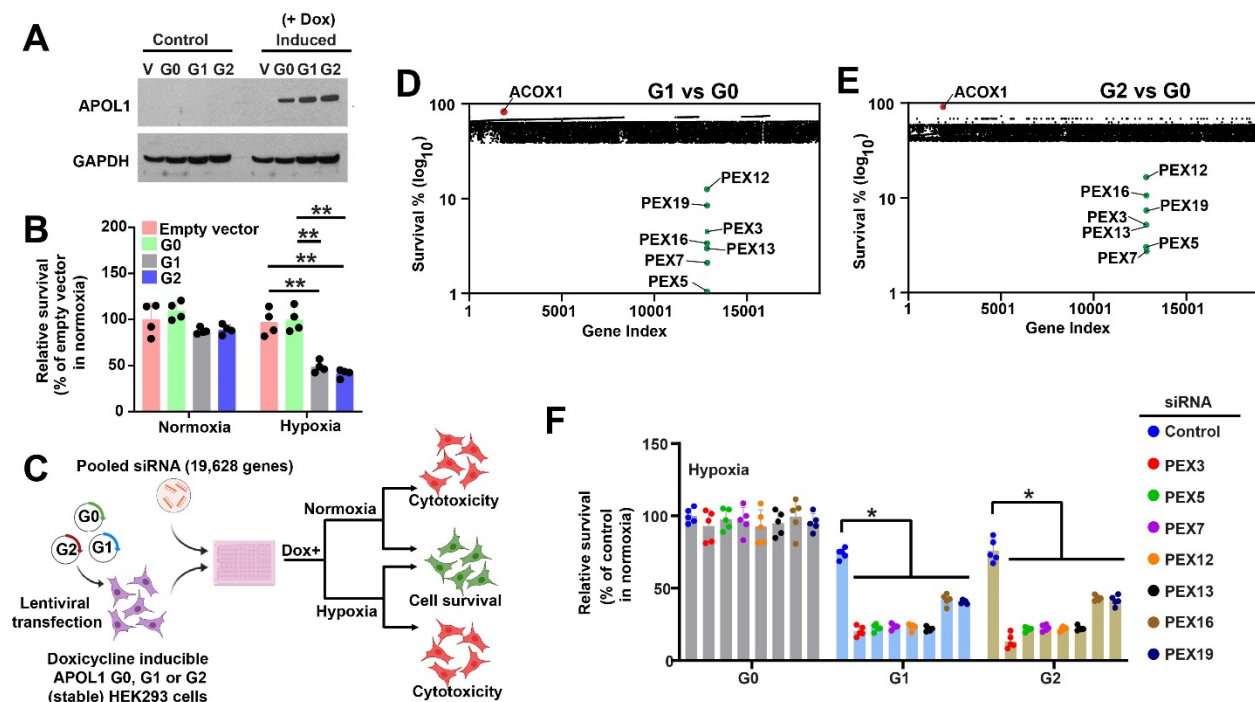 A
Control
(+ Dox)
Induced
V G0 G1 G2
V G0 G1 G2
APOL1
GAPDH
B
Relative survival
(% of empty vector
in normoxia)
200
150
100
50
0
Empty vector
G0
G1
G2
**
**
**
**
Normoxia
Hypoxia
C
Pooled siRNA (19,628 genes)
G0
G2
G1
Lentiviral
transfection
Doxycycline inducible
APOL1 G0, G1 or G2
(stable) HEK293 cells
Dox+
Normoxia
Hypoxia
Cytotoxicity
Cell survival
Cytotoxicity
D
G1 vs G0
ACOX1
Survival % (log10)
100
10
1
PEX12
PEX19
PEX3
PEX16
PEX13
PEX7
PEX5
1
5001
10001
15001
Gene Index
E
G2 vs G0
ACOX1
Survival % (log10)
100
10
1
PEX12
PEX16
PEX19
PEX3
PEX13
PEX5
PEX7
1
5001
10001
15001
Gene Index
F
Relative survival
(% of control
in normoxia)
150
100
50
0
Hypoxia
*
*
G0
G1
G2
siRNA
Control
PEX3
PEX5
PEX7
PEX12
PEX13
PEX16
PEX19